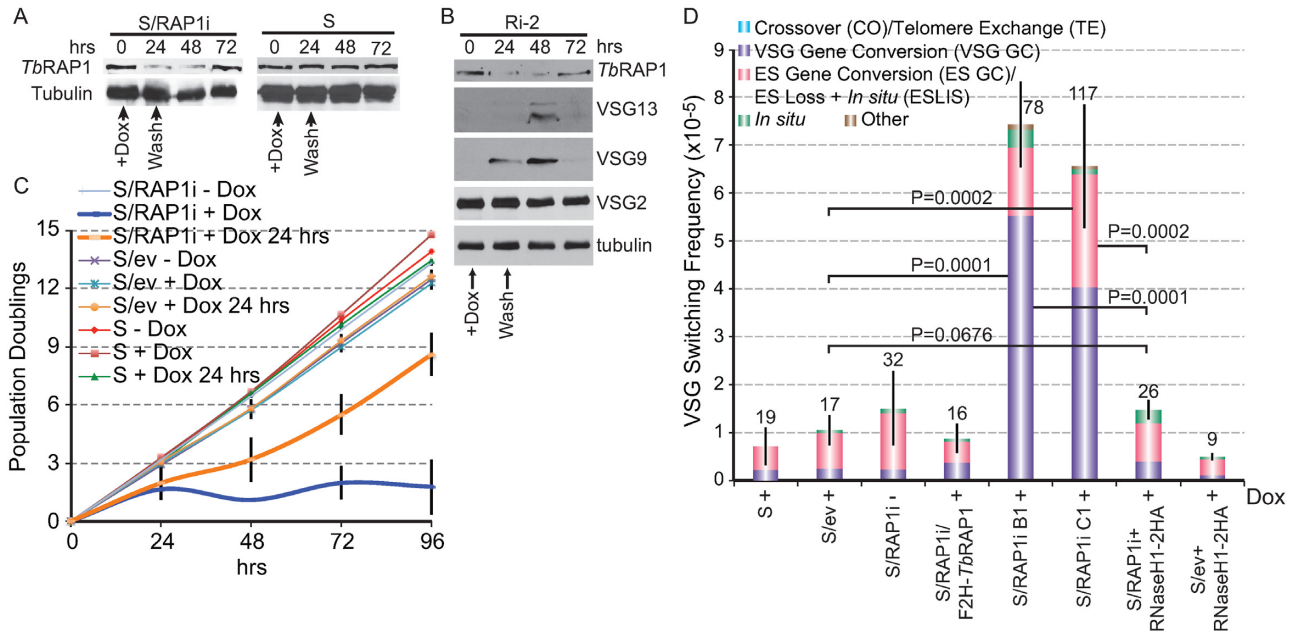 A
S/RAP1i
S
hrs 0 24 48 72
0 24 48 72
TbRAP1
Tubulin
+Dox
Wash
+Dox
Wash
B
Ri-2
0 24 48 72 hrs
TbRAP1
VSG13
VSG9
VSG2
tubulin
+Dox
Wash
C
S/RAP1i - Dox
S/RAP1i + Dox
S/RAP1i + Dox 24 hrs
S/ev - Dox
S/ev + Dox
S/ev + Dox 24 hrs
S - Dox
S + Dox
S + Dox 24 hrs
Population Doublings
15
12
9
6
3
0
0 24 48 72 96
hrs
D
Crossover (CO)/Telomere Exchange (TE)
VSG Gene Conversion (VSG GC)
ES Gene Conversion (ES GC)/
ES Loss + In situ (ESLIS)
In situ
Other
VSG Switching Frequency (x10-5)
9
8
7
6
5
4
3
2
1
0
19
17
32
16
78
117
26
9
P=0.0002
P=0.0002
P=0.0001
P=0.0001
P=0.0676
S +
S/ev +
S/RAP1i -
S/RAP1i/
F2H-TbRAP1 +
S/RAP1i B1 +
S/RAP1i C1 +
S/RAP1i+
RNaseH1-2HA +
S/ev+
RNaseH1-2HA +
Dox